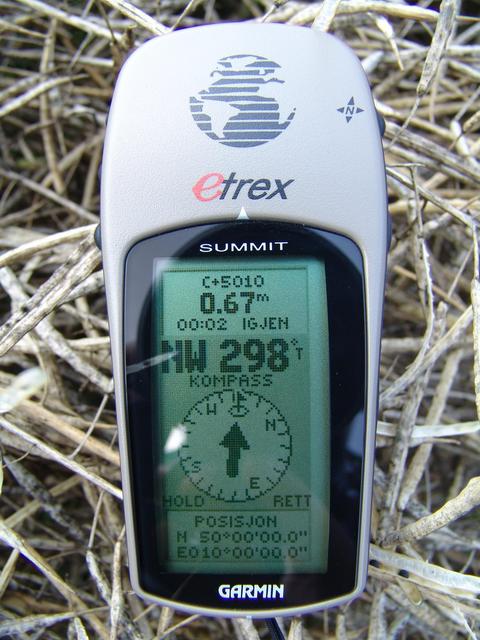 N
etrex
SUMMIT
C+5010
0.67m
00:02 IGJEN
NW 298°T
KOMPASS
W N
S E
HOLD RETT
POSISJON
N 50°00'00.0"
E010°00'00.0"
GARMIN